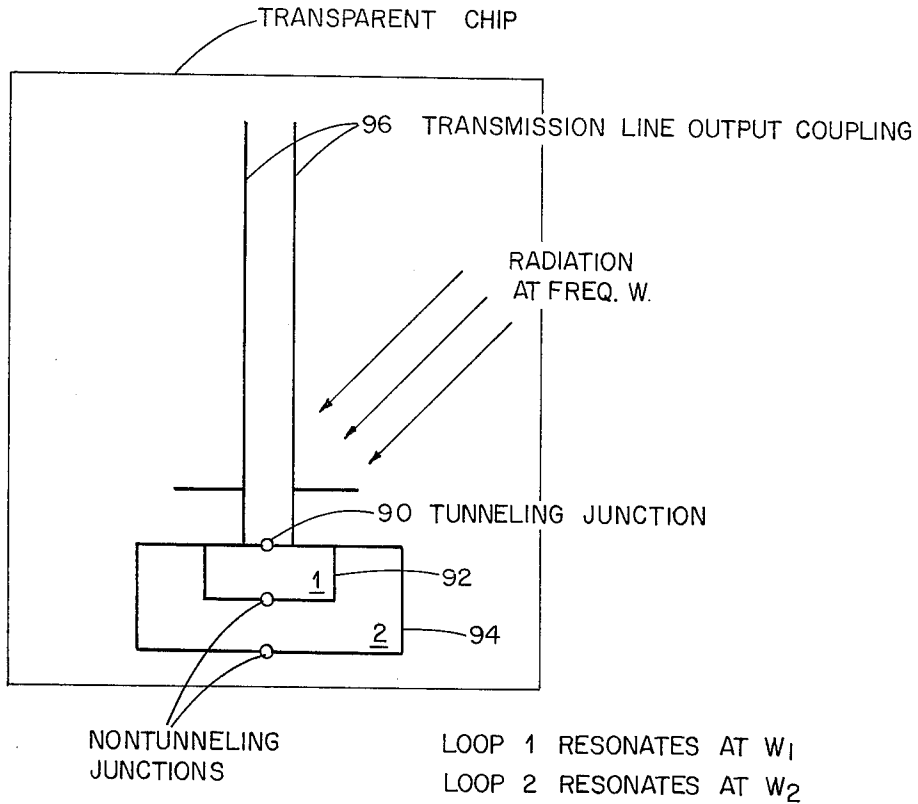 TRANSPARENT CHIP
96 TRANSMISSION LINE OUTPUT COUPLING
RADIATION
AT FREQ. W.
90 TUNNELING JUNCTION
1
92
2
94
NONTUNNELING
JUNCTIONS
LOOP 1 RESONATES AT W1
LOOP 2 RESONATES AT W2